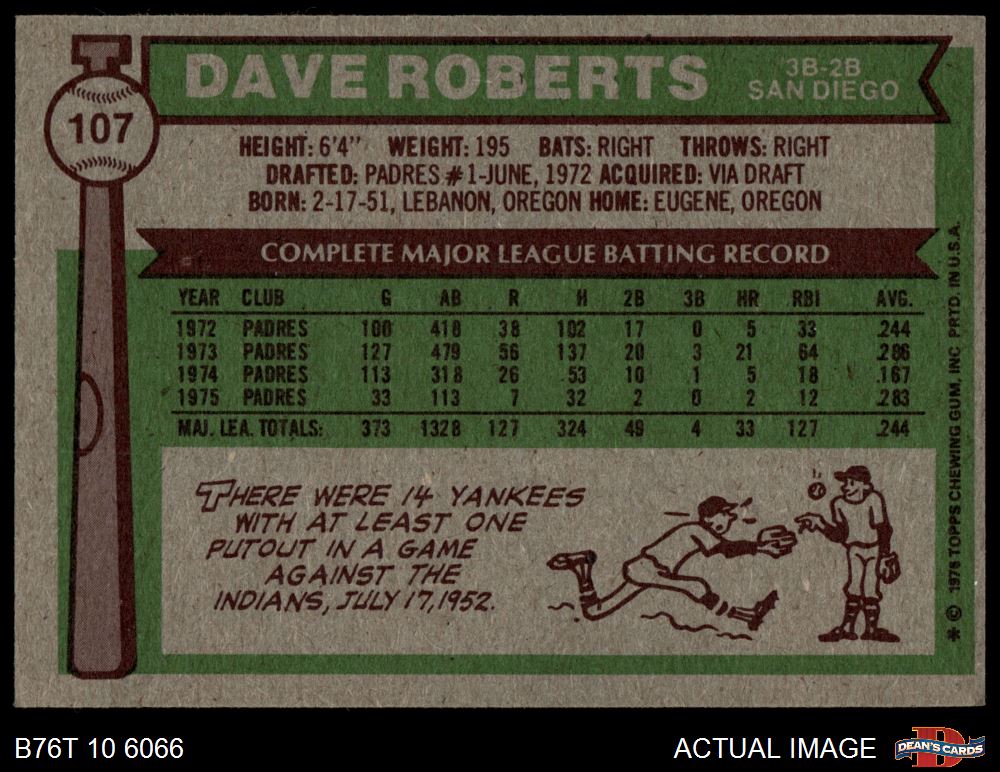 107
DAVE ROBERTS
3B-2B
SAN DIEGO
HEIGHT: 6'4" WEIGHT: 195 BATS: RIGHT THROWS: RIGHT
DRAFTED: PADRES #1-JUNE, 1972 ACQUIRED: VIA DRAFT
BORN: 2-17-51, LEBANON, OREGON HOME: EUGENE, OREGON
COMPLETE MAJOR LEAGUE BATTING RECORD
YEAR CLUB G AB R H 2B 3B HR RBI AVG.
1972 PADRES 100 418 38 102 17 0 5 33 .244
1973 PADRES 127 479 56 137 20 3 21 64 .286
1974 PADRES 113 318 26 53 10 1 5 18 .167
1975 PADRES 33 113 7 32 2 0 2 12 .283
MAJ. LEA. TOTALS: 373 1328 127 324 49 4 33 127 .244
THERE WERE 14 YANKEES
WITH AT LEAST ONE
PUTOUT IN A GAME
AGAINST THE
INDIANS, JULY 17, 1952.
* © 1976 TOPPS CHEWING GUM, INC PRTD. IN U.S.A.
B76T 10 6066
ACTUAL IMAGE
D
DEAN'S CARDS